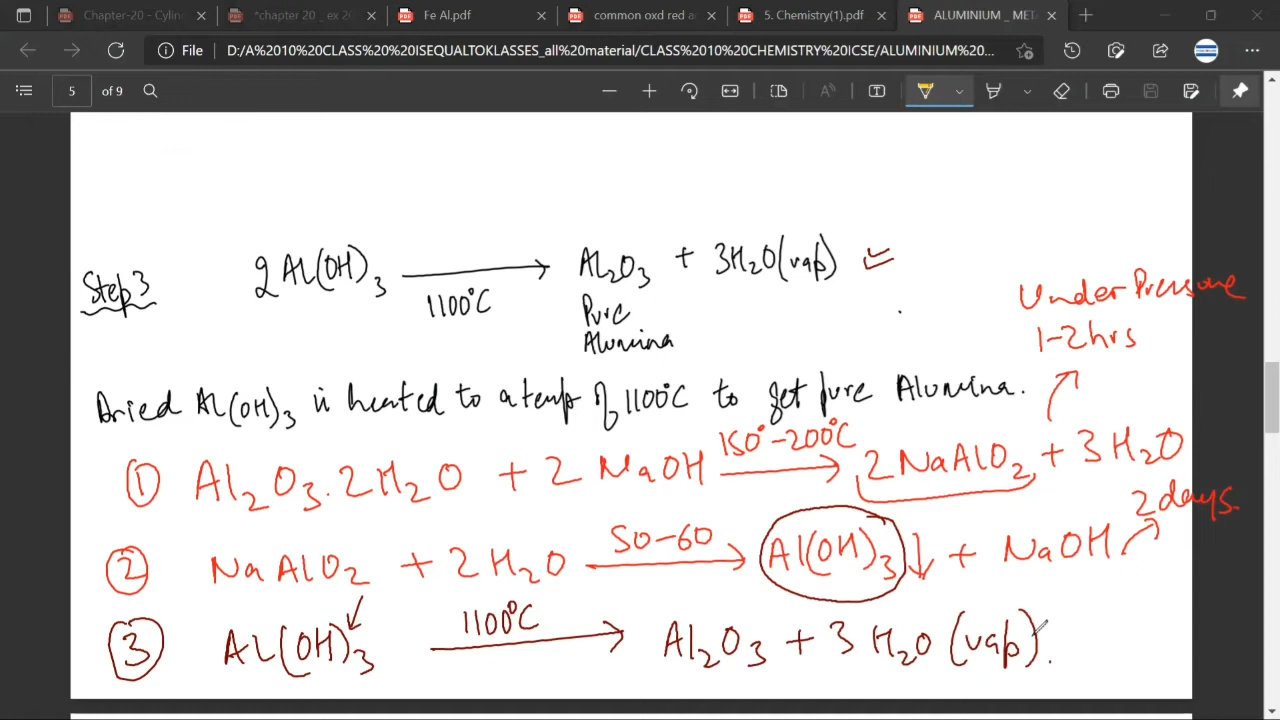 Chapter-20 - Cylin
*chapter 20 _ ex 20
Fe Al.pdf
common oxd red a
5. Chemistry(1).pdf
ALUMINIUM _ META
File D:/A%2010%20CLASS%20%20ISEQUALTOKLASSES_all%20material/CLASS%2010%20CHEMISTRY%20ICSE/ALUMINIUM%20...
5 of 9
Step 3 2Al(OH)₃ ⟶ Al₂O₃ + 3H₂O(vap)
1100°C
Pure
Alumina
Under Pressure
1-2hrs
Dried Al(OH)₃ is heated to a temp of 1100°C to get pure Alumina.
150°-200°C
① Al₂O₃.2H₂O + 2NaOH ⟶ 2NaAlO₂ + 3H₂O
2 days.
50-60
② NaAlO₂ + 2H₂O ⟶ Al(OH)₃↓ + NaOH
1100°C
③ Al(OH)₃ ⟶ Al₂O₃ + 3H₂O (vap).